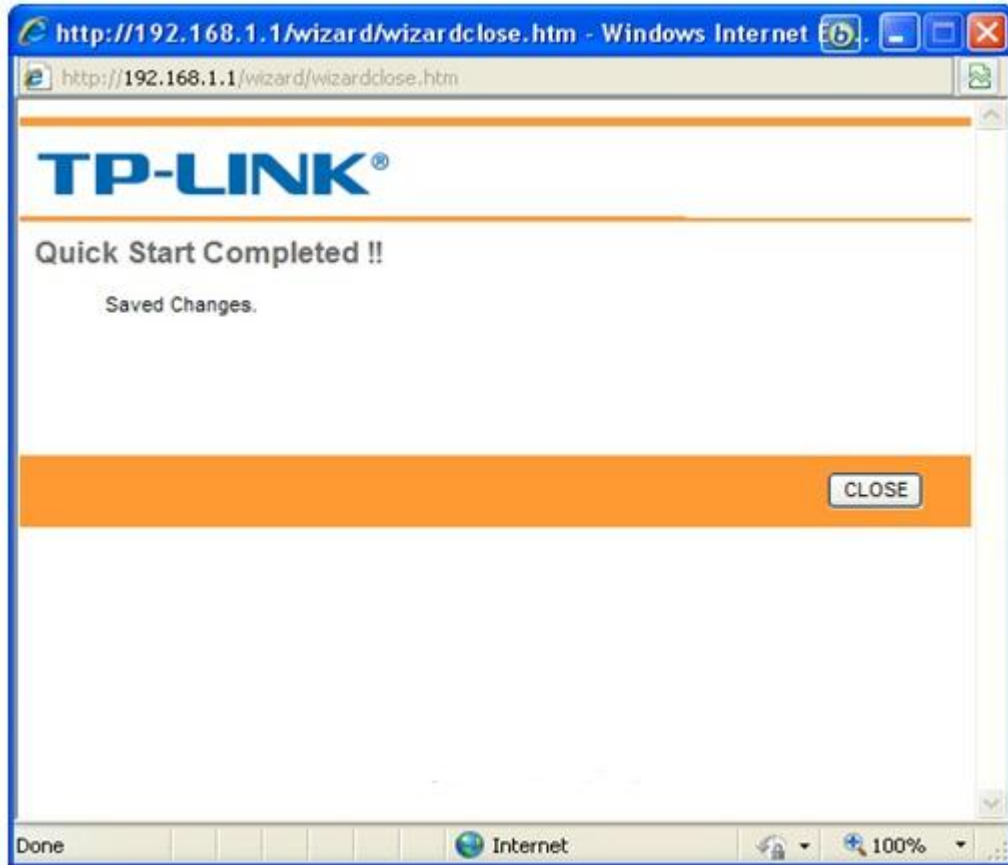 http://192.168.1.1/wizard/wizardclose.htm - Windows Internet E...
http://192.168.1.1/wizard/wizardclose.htm
TP-LINK®
Quick Start Completed !!
Saved Changes.
CLOSE
Done
Internet
100%